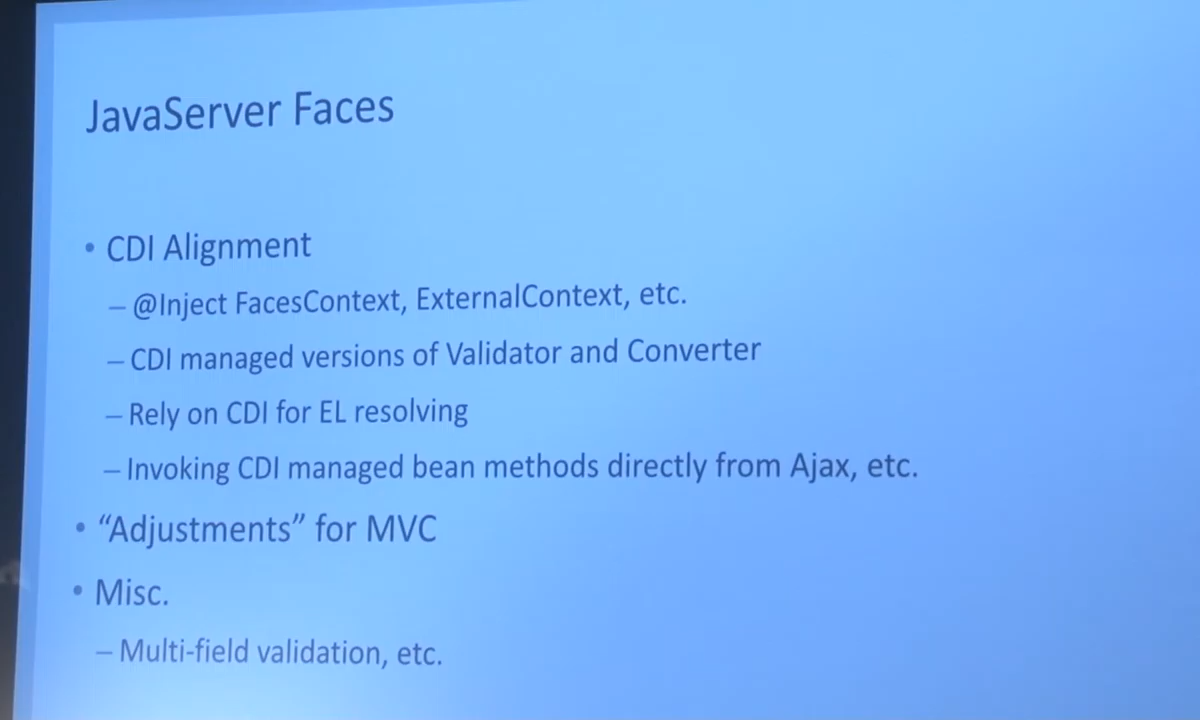 JavaServer Faces
• CDI Alignment
– @Inject FacesContext, ExternalContext, etc.
– CDI managed versions of Validator and Converter
– Rely on CDI for EL resolving
– Invoking CDI managed bean methods directly from Ajax, etc.
• “Adjustments” for MVC
• Misc.
– Multi-field validation, etc.